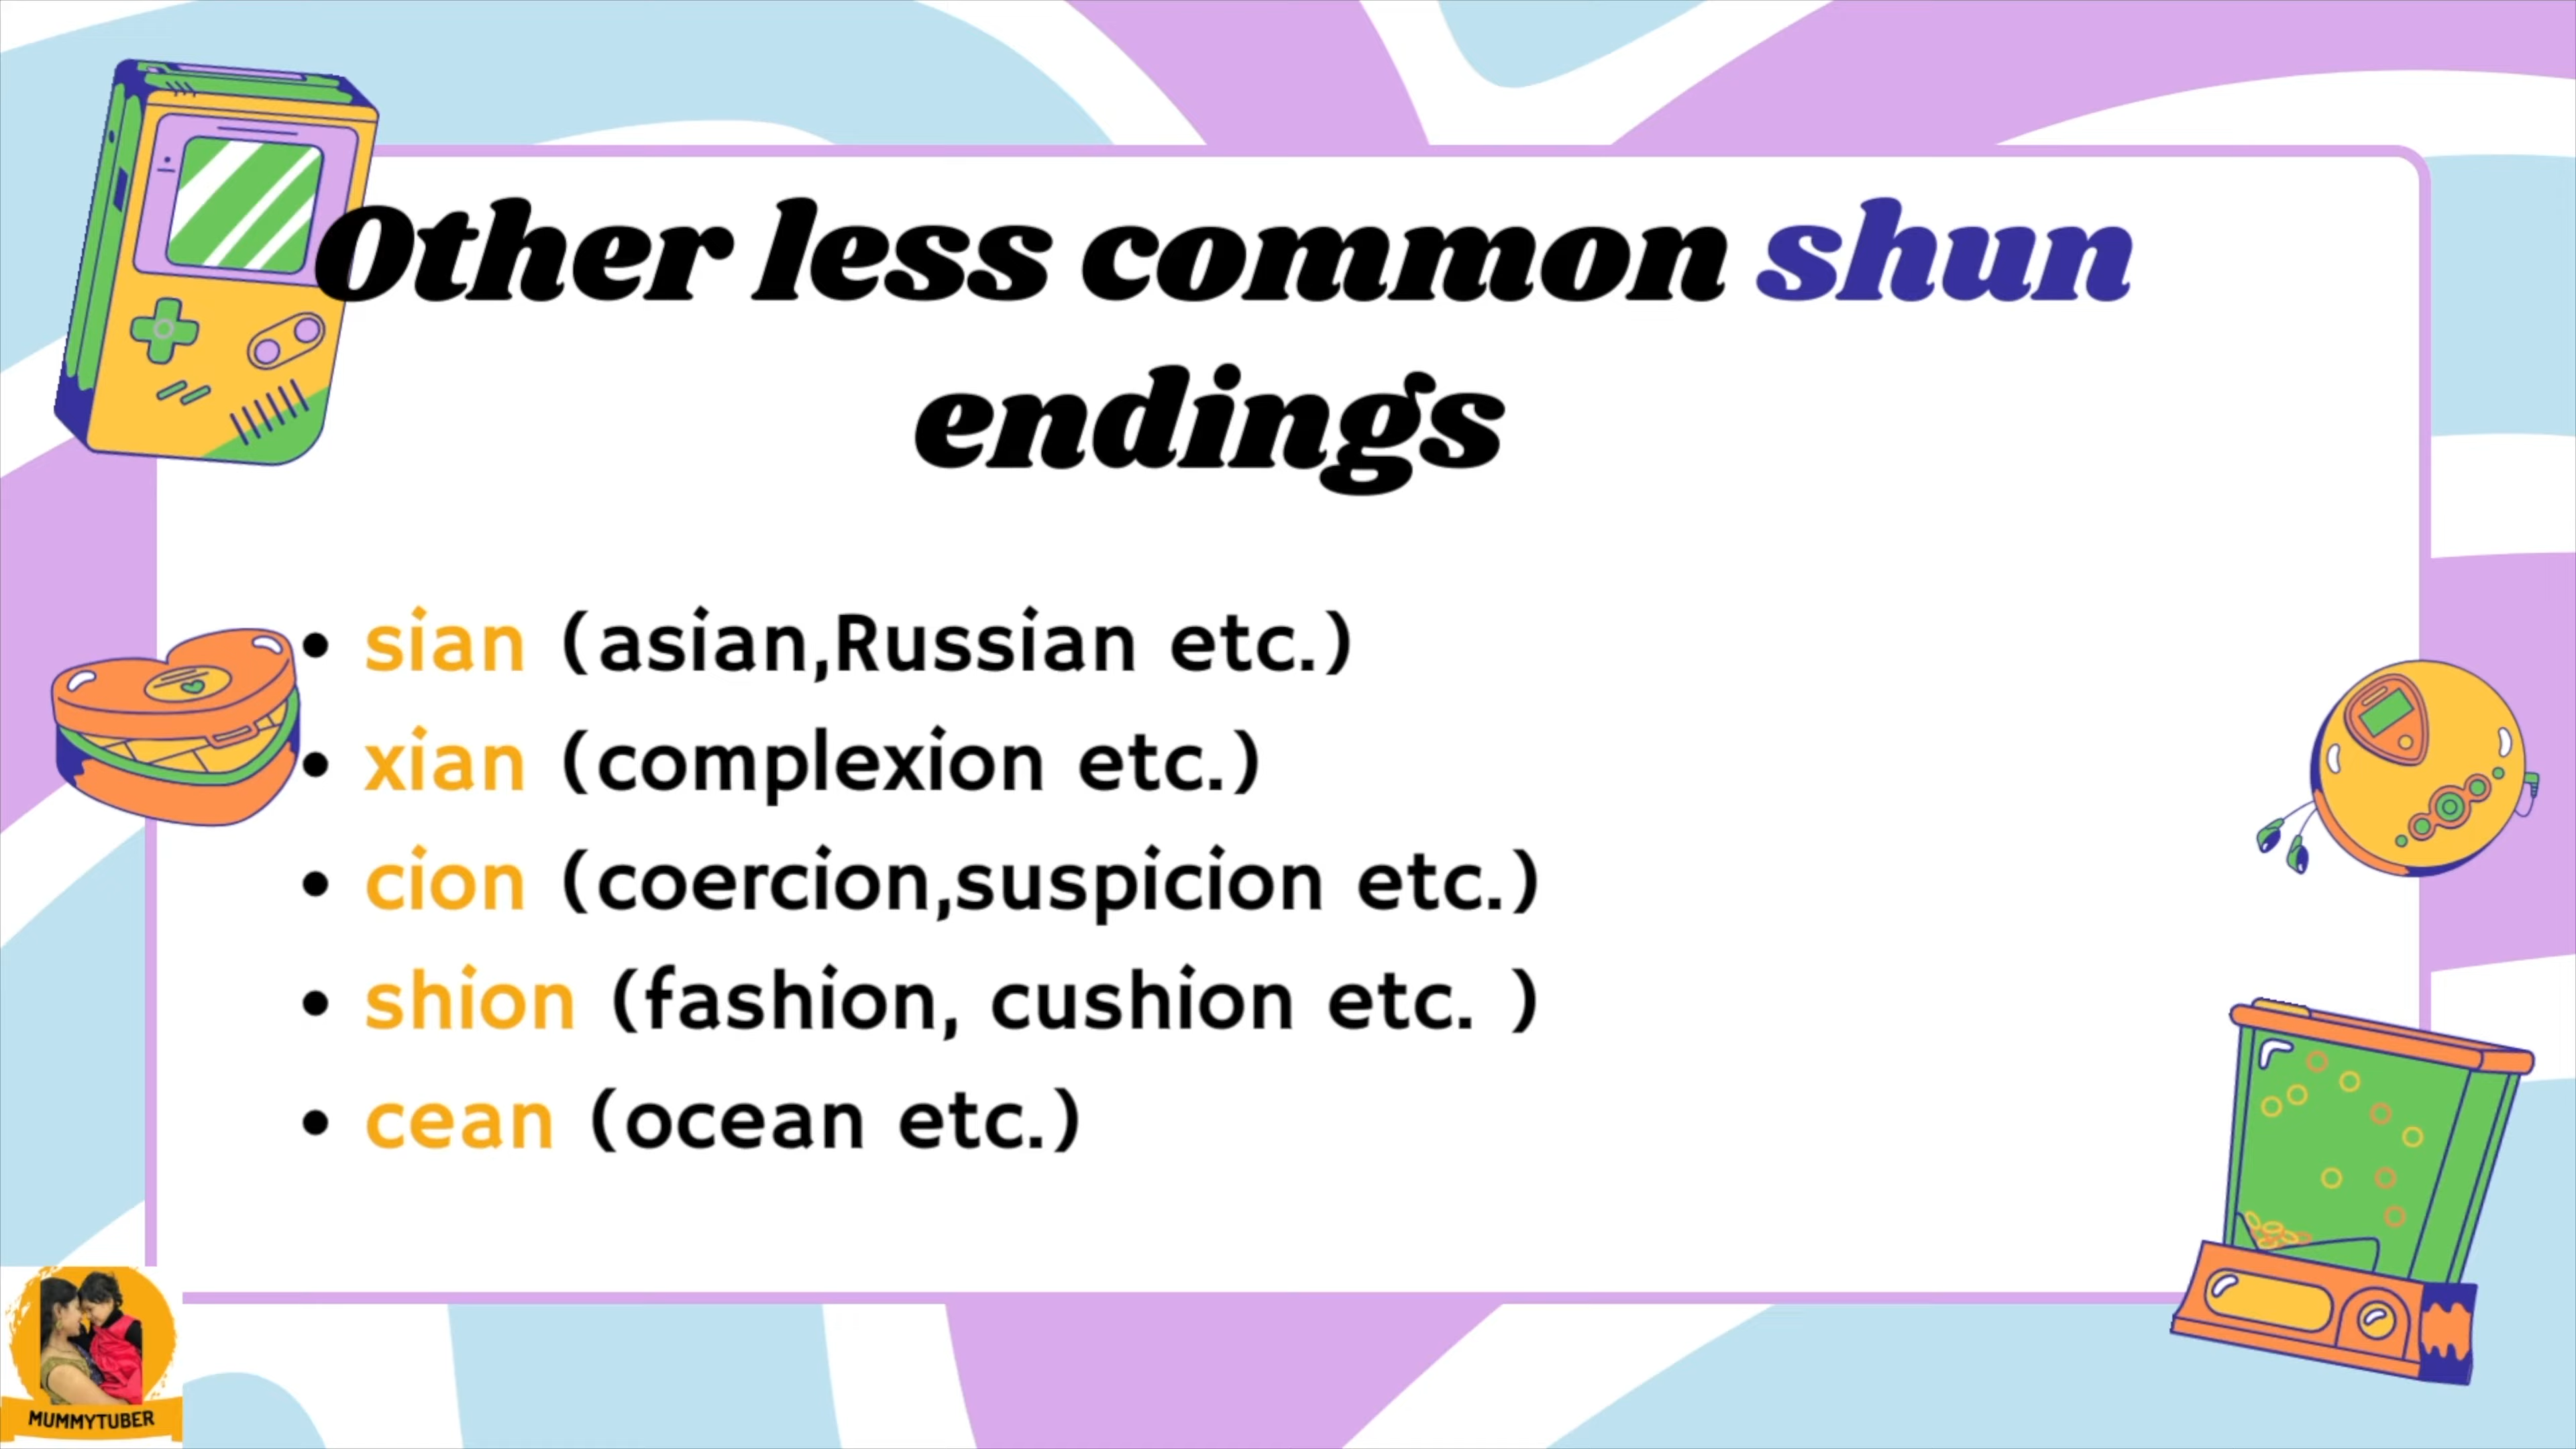 Other less common shun
endings
• sian (asian,Russian etc.)
• xian (complexion etc.)
• cion (coercion,suspicion etc.)
• shion (fashion, cushion etc. )
• cean (ocean etc.)
MUMMYTUBER